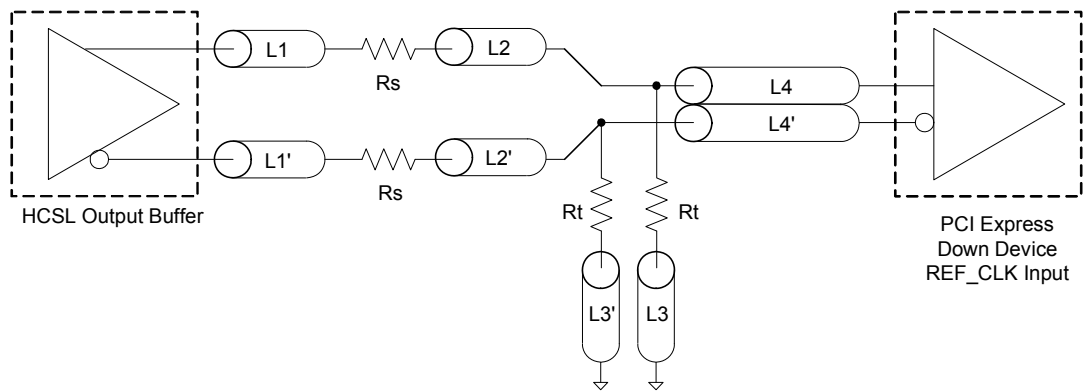 L1
Rs
L2
L4
L4'
L1'
Rs
L2'
Rt
Rt
L3'
L3
HCSL Output Buffer
PCI Express
Down Device
REF_CLK Input